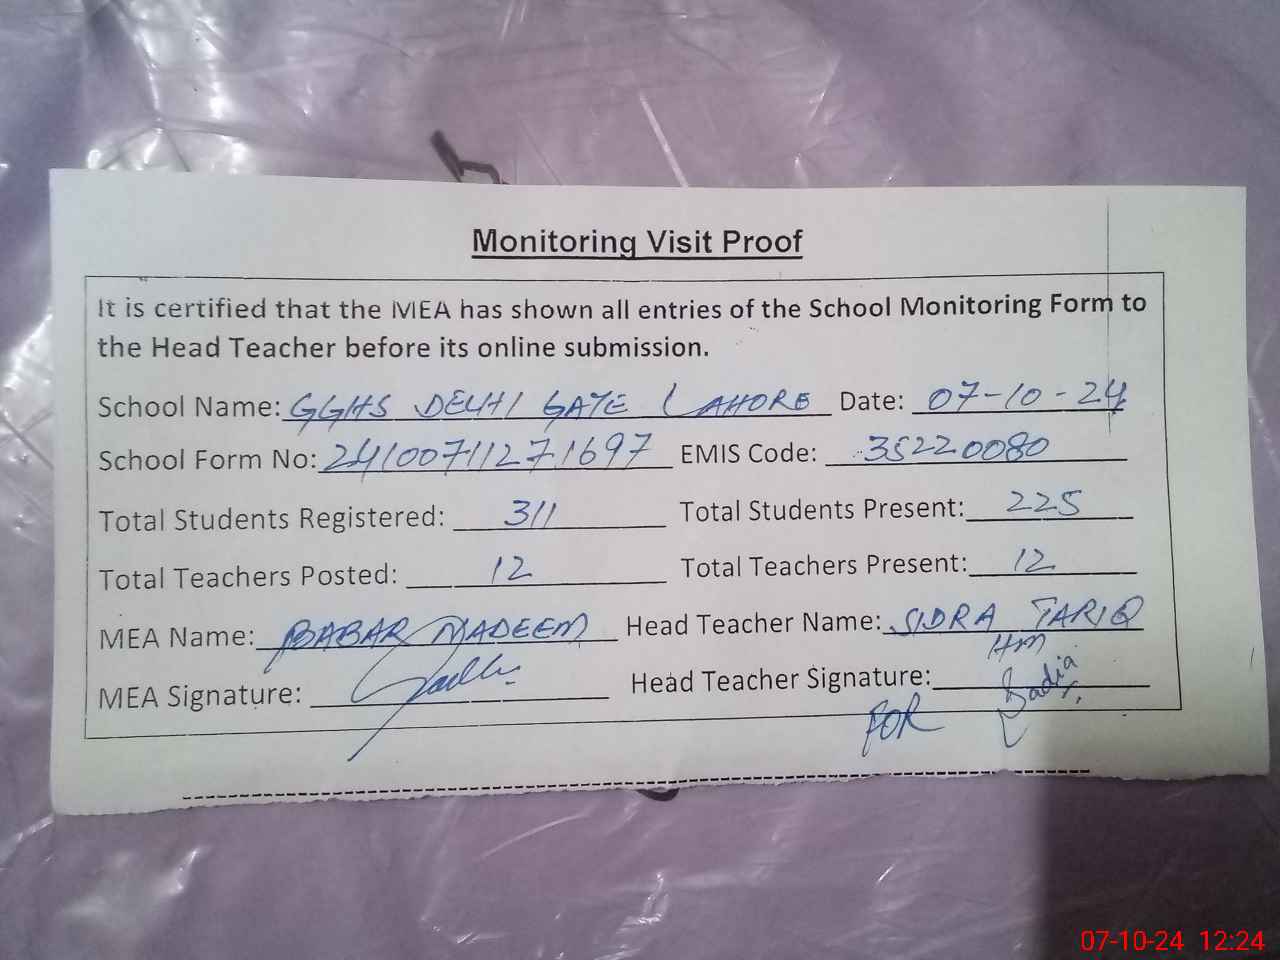 Monitoring Visit Proof
It is certified that the MEA has shown all entries of the School Monitoring Form to
the Head Teacher before its online submission.
School Name: GGHS DELHI GATE LAHORE Date: 07-10-24
School Form No: 24100711271697 EMIS Code: 35220080
Total Students Registered: 311 Total Students Present: 225
Total Teachers Posted: 12 Total Teachers Present: 12
MEA Name: BABAR NADEEM Head Teacher Name: SIDRA TARIQ
HM
MEA Signature: Head Teacher Signature: Sadia
FOR
07-10-24 12:24